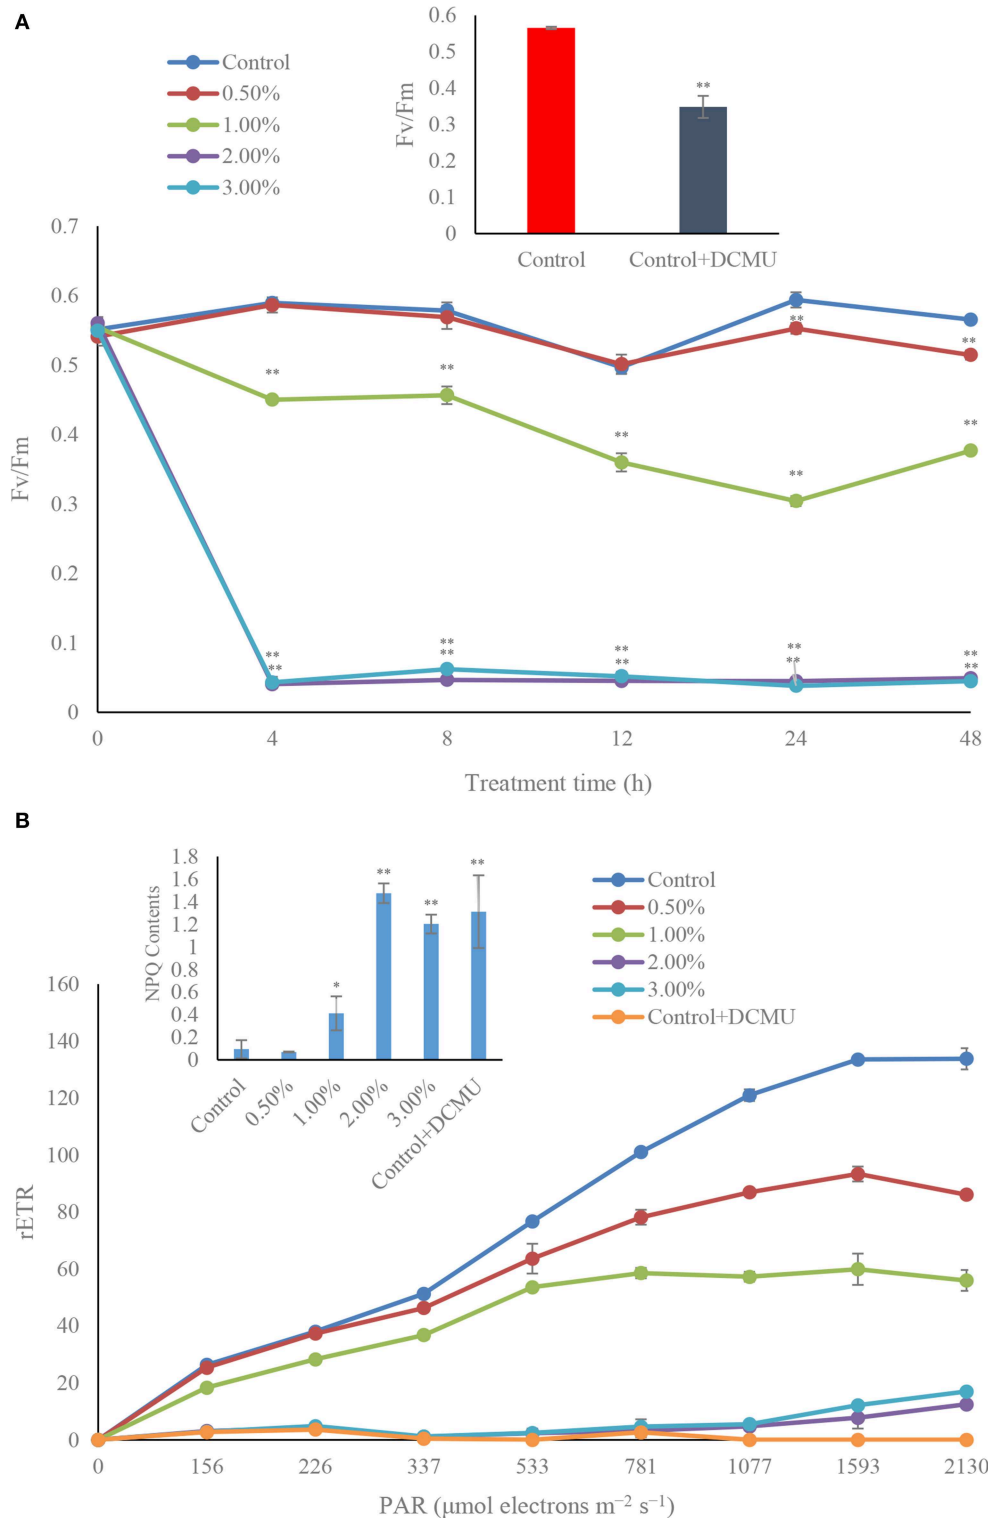 A
Control
0.50%
1.00%
2.00%
3.00%
Fv/Fm
0.6
0.5
0.4
0.3
0.2
0.1
0
**
Control
Control+DCMU
Fv/Fm
0.7
0.6
0.5
0.4
0.3
0.2
0.1
0
** **
** ** ** ** ** **
** ** ** ** **
** ** ** ** **
0 4 8 12 24 48
Treatment time (h)
B
NPQ Contents
1.8
1.6
1.4
1.2
1
0.8
0.6
0.4
0.2
0
* ** ** **
Control
0.50%
1.00%
2.00%
3.00%
Control+DCMU
Control
0.50%
1.00%
2.00%
3.00%
Control+DCMU
rETR
160
140
120
100
80
60
40
20
0
0 156 226 337 533 781 1077 1593 2130
PAR (μmol electrons m⁻² s⁻¹)